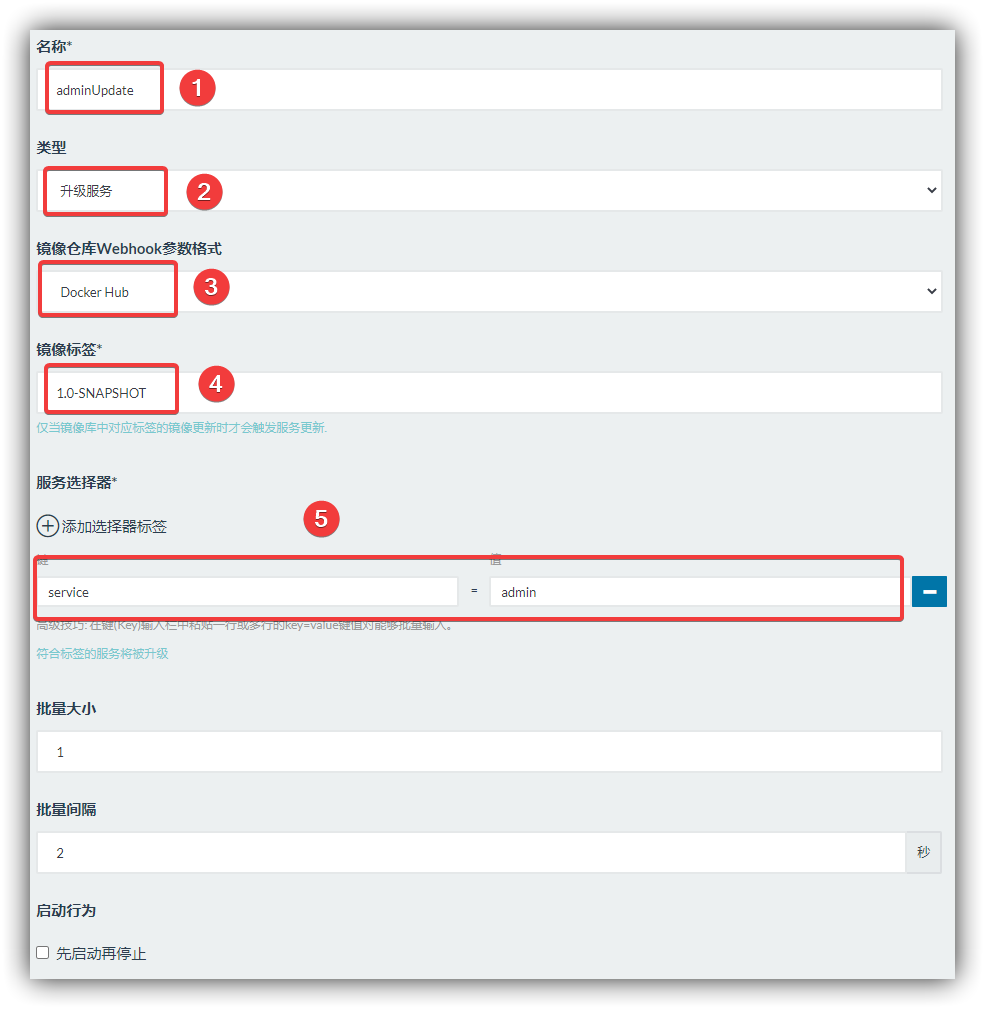 名称*
adminUpdate 1
类型
升级服务 2
镜像仓库Webhook参数格式
Docker Hub 3
镜像标签*
1.0-SNAPSHOT 4
仅当镜像库中对应标签的镜像更新时才会触发服务更新.
服务选择器*
添加选择器标签 5
键 值
service = admin
高级技巧: 在键(Key)输入栏中粘贴一行或多行的key=value键值对能够批量输入。
符合标签的服务将被升级
批量大小
1
批量间隔
2 秒
启动行为
先启动再停止